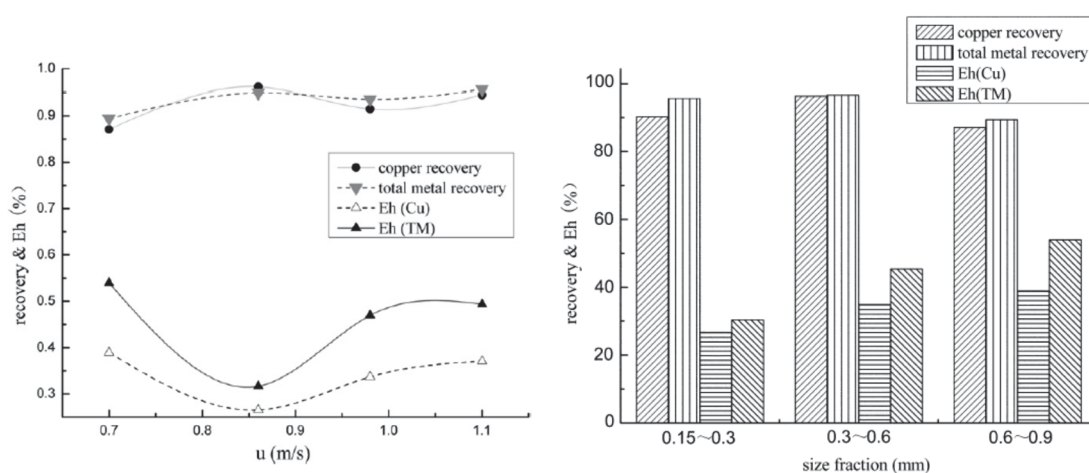 recovery & Eh (%)
1.0
0.9
0.8
0.7
0.6
0.5
0.4
0.3
copper recovery
total metal recovery
Eh (Cu)
Eh (TM)
0.7
0.8
0.9
1.0
1.1
u (m/s)
copper recovery
total metal recovery
Eh(Cu)
Eh(TM)
recovery & Eh (%)
100
80
60
40
20
0
0.15~0.3
0.3~0.6
0.6~0.9
size fraction (mm)